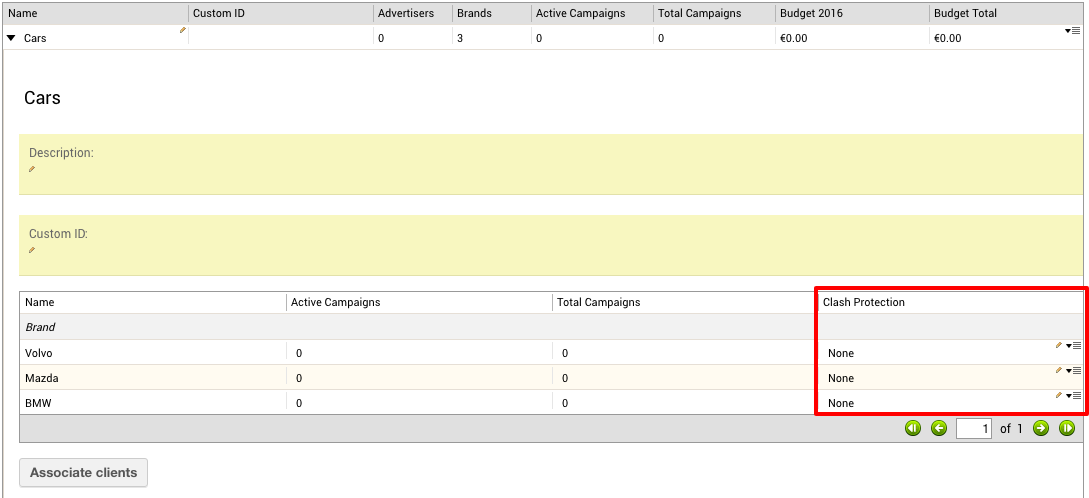 Name Custom ID Advertisers Brands Active Campaigns Total Campaigns Budget 2016 Budget Total
Cars 0 3 0 0 €0.00 €0.00
Cars
Description:
Custom ID:
Name Active Campaigns Total Campaigns Clash Protection
Brand
Volvo 0 0 None
Mazda 0 0 None
BMW 0 0 None
1 of 1
Associate clients